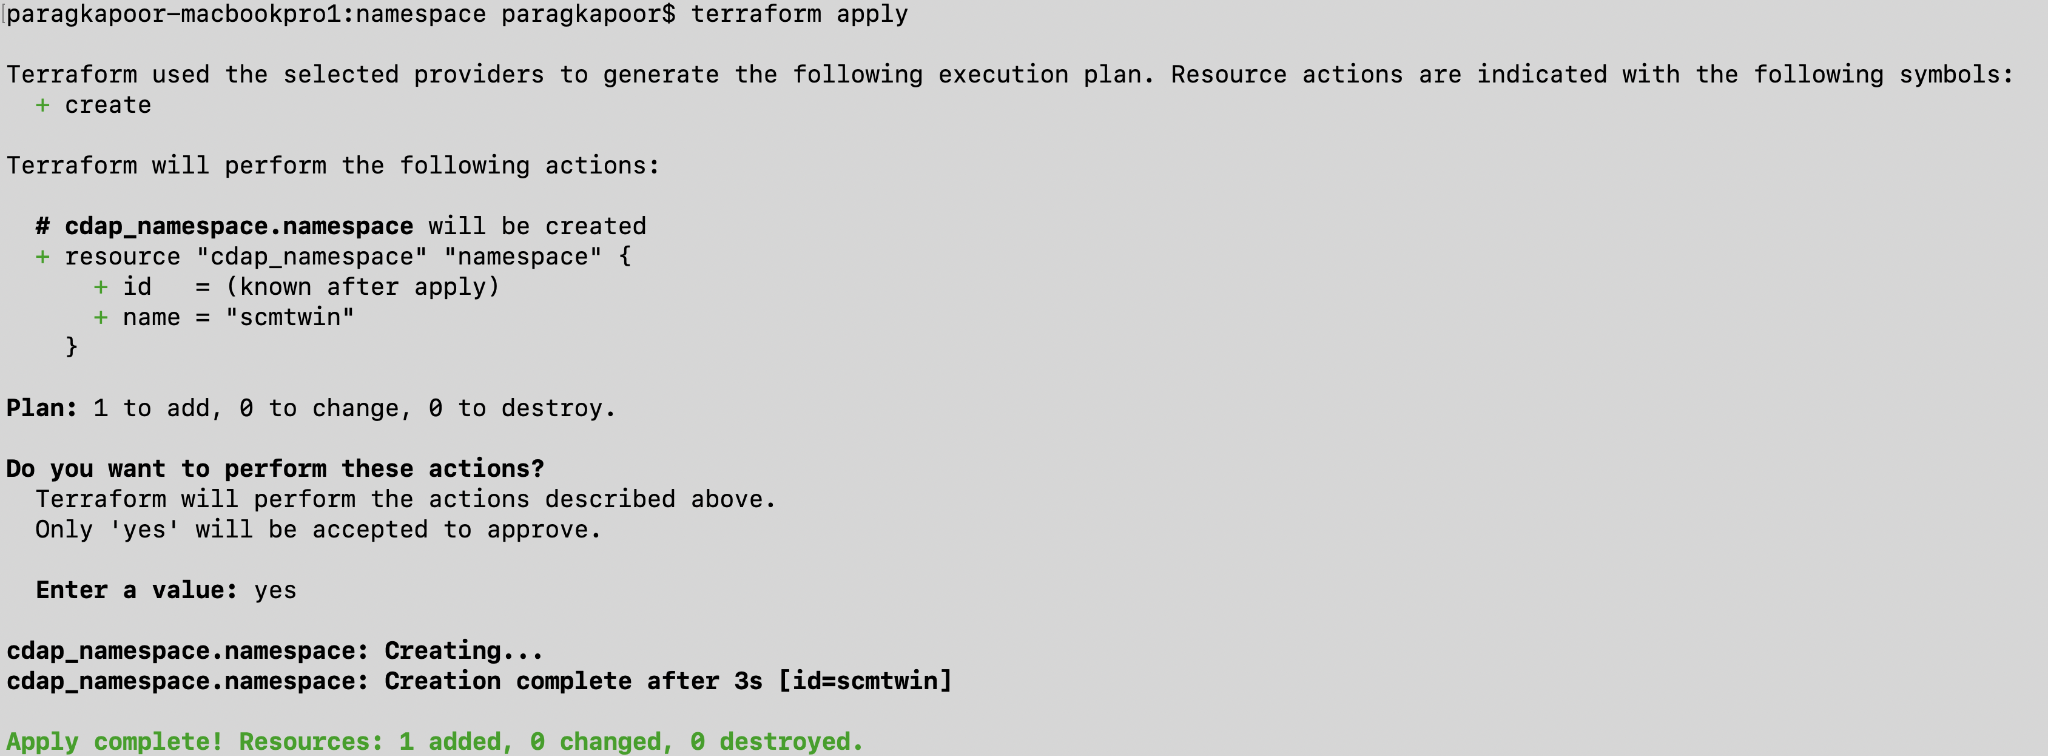 paragkapoor-macbookpro1:namespace paragkapoor$ terraform apply
Terraform used the selected providers to generate the following execution plan. Resource actions are indicated with the following symbols:
  + create
Terraform will perform the following actions:
  # cdap_namespace.namespace will be created
  + resource "cdap_namespace" "namespace" {
      + id   = (known after apply)
      + name = "scmtwin"
    }
Plan: 1 to add, 0 to change, 0 to destroy.
Do you want to perform these actions?
  Terraform will perform the actions described above.
  Only 'yes' will be accepted to approve.
  Enter a value: yes
cdap_namespace.namespace: Creating...
cdap_namespace.namespace: Creation complete after 3s [id=scmtwin]
Apply complete! Resources: 1 added, 0 changed, 0 destroyed.